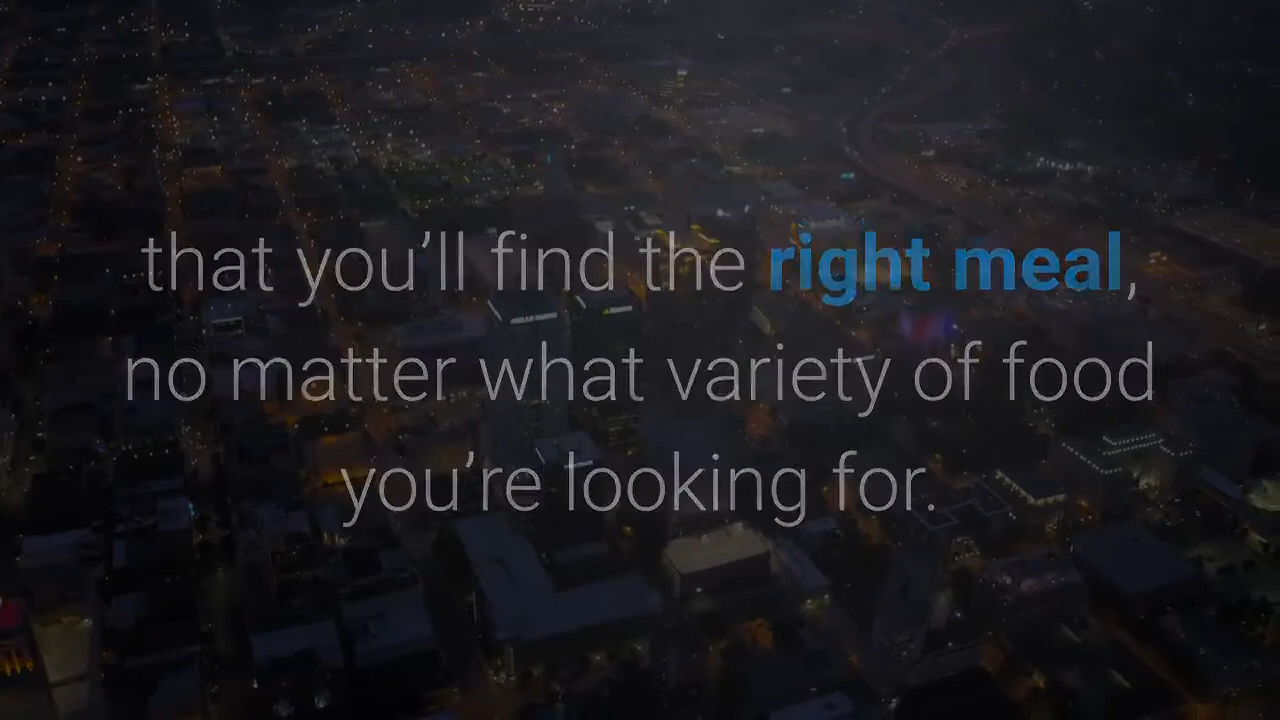 that you’ll find the right meal,
no matter what variety of food
you’re looking for.